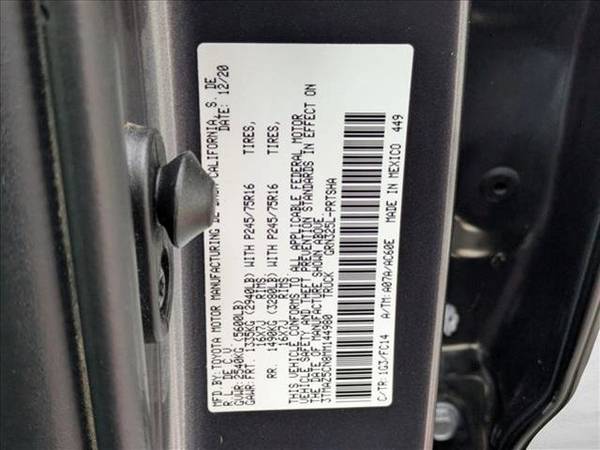 MFD. BY:
TOYOTA MOTOR MANUFACTURING DE BAJA CALIFORNIA, S. DE
R.L. DE C.V. DATE: 12/20
GVWR: 2540KG (5600LB)
GAWR: FRT. 1335KG (2940LB) WITH P245/75R16 TIRES,
16X7J RIMS
RR. 1490KG (3280LB) WITH P245/75R16 TIRES,
16X7J RIMS
THIS VEHICLE CONFORMS TO ALL APPLICABLE FEDERAL MOTOR
VEHICLE SAFETY AND THEFT PREVENTION STANDARDS IN EFFECT ON
THE DATE OF MANUFACTURE SHOWN ABOVE.
3TMAZ5CN8MM144980 TRUCK GRN325L-PRTSHA
C/TR: 1G3/FC14 A/TM: A07A/AC60E MADE IN MEXICO 449